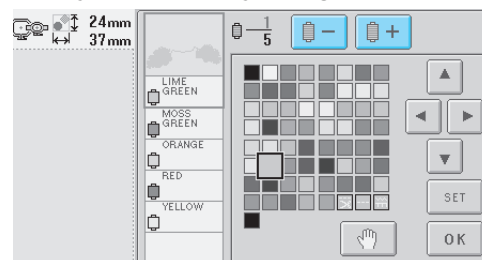 24mm
37mm
1/5
− +
LIME
GREEN
MOSS
GREEN
ORANGE
RED
YELLOW
SET
OK